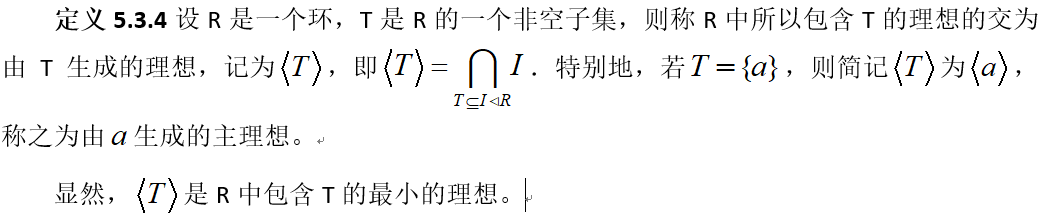 定义 5.3.4 设 R 是一个环，T 是 R 的一个非空子集，则称 R 中所以包含 T 的理想的交为
由 T 生成的理想，记为⟨T⟩，即⟨T⟩ = ⋂_{T⊆I◁R} I．特别地，若 T = {a}，则简记⟨T⟩为⟨a⟩，
称之为由 a 生成的主理想。
显然，⟨T⟩是 R 中包含 T 的最小的理想。